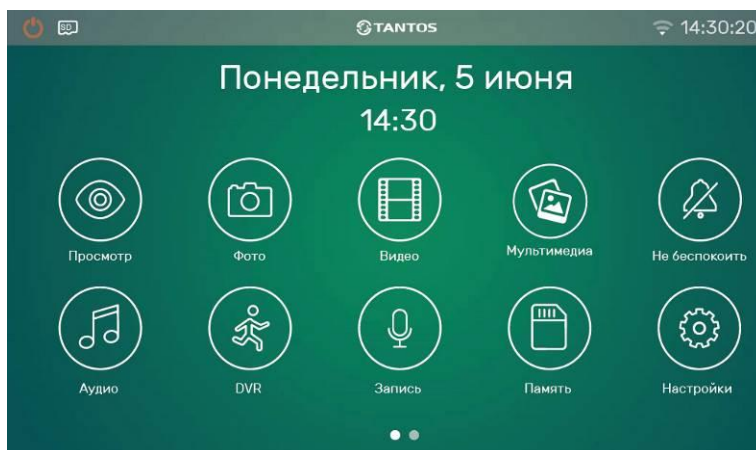 SD
TANTOS
14:30:20
Понедельник, 5 июня
14:30
Просмотр
Фото
Видео
Мультимедиа
Не беспокоить
Аудио
DVR
Запись
Память
Настройки